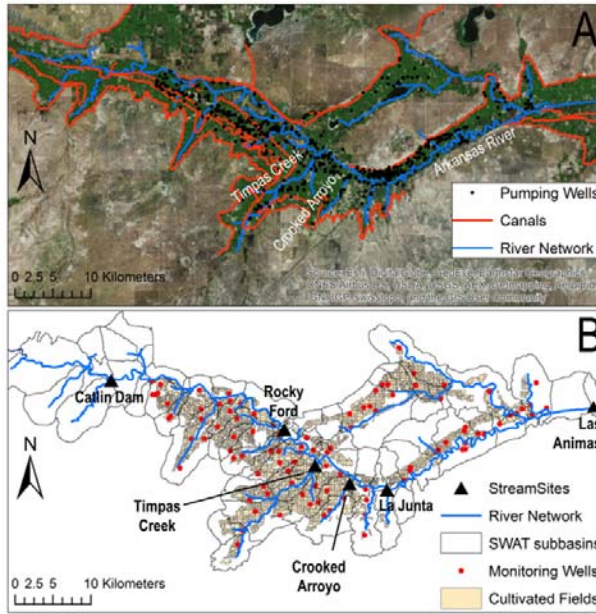 A
N
Timpas Creek
Crooked Arroyo
Arkansas River
Pumping Wells
Canals
River Network
0 2.5 5 10 Kilometers
B
Catlin Dam
Rocky
Ford
Las
Animas
N
Timpas
Creek
La Junta
Crooked
Arroyo
StreamSites
River Network
SWAT subbasins
Monitoring Wells
Cultivated Fields
0 2.5 5 10 Kilometers